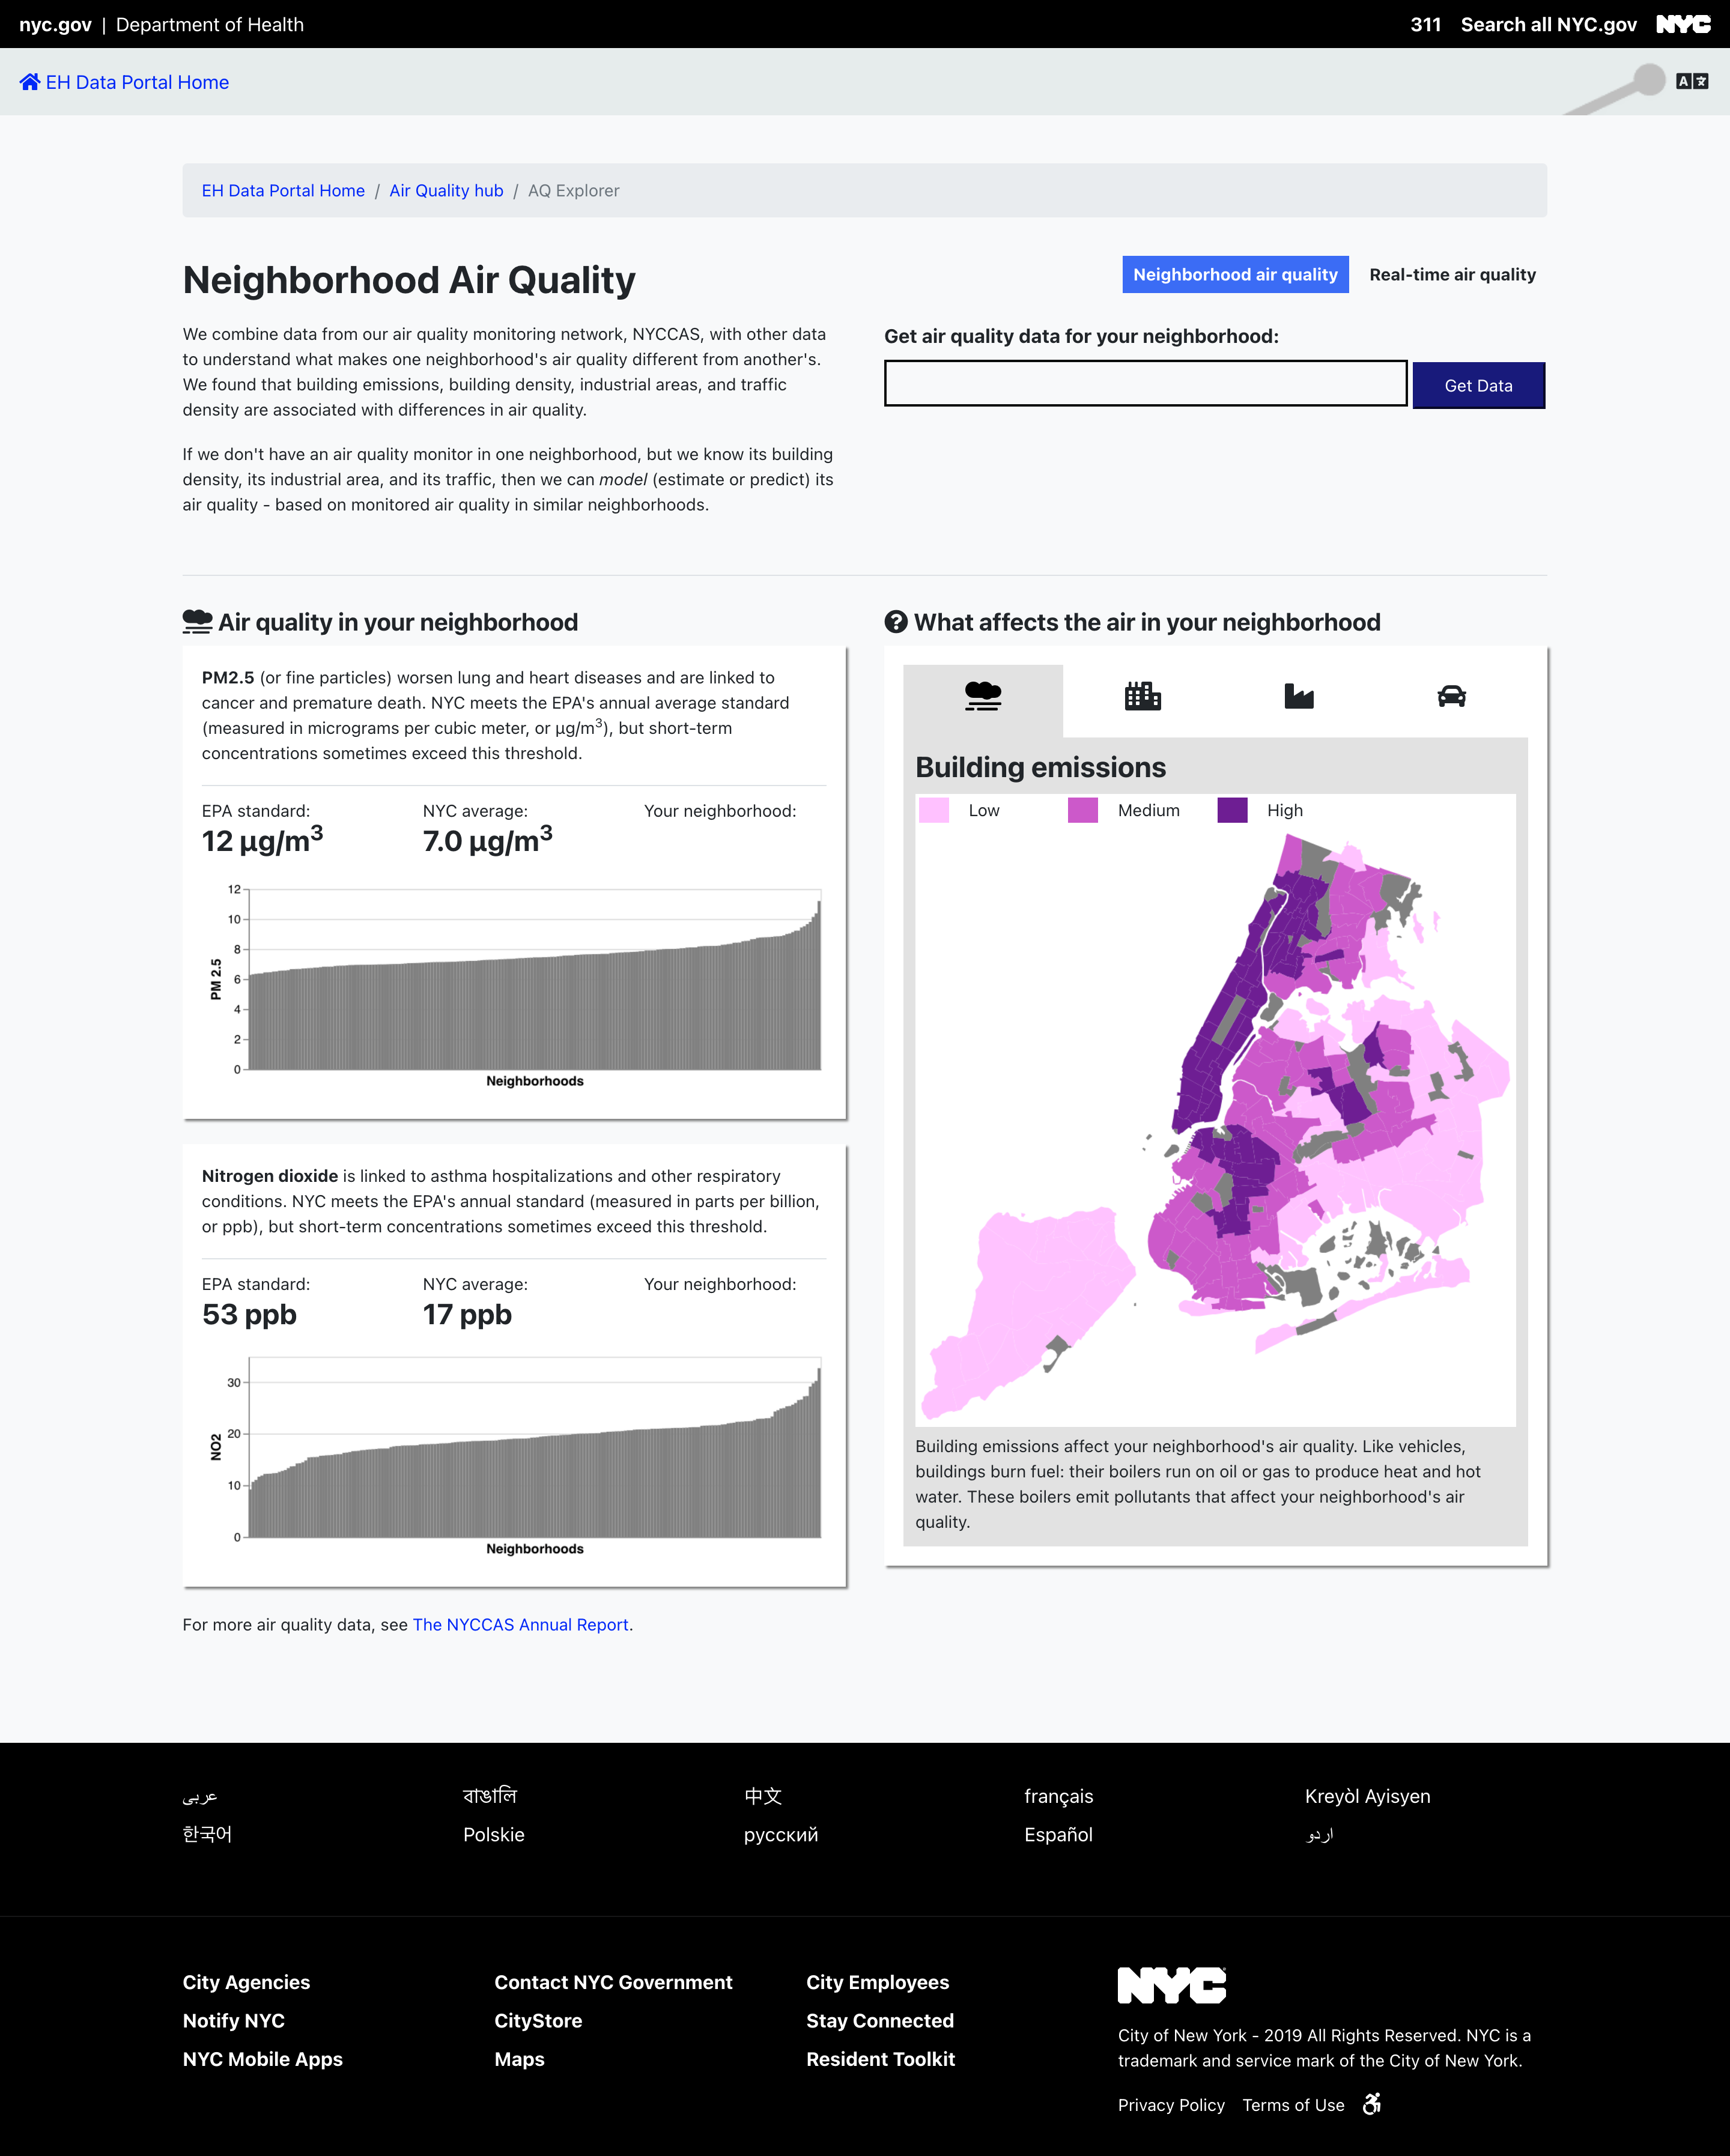 nyc.gov | Department of Health
311 Search all NYC.gov NYC
EH Data Portal Home
EH Data Portal Home / Air Quality hub / AQ Explorer
Neighborhood Air Quality
Neighborhood air quality
Real-time air quality
We combine data from our air quality monitoring network, NYCCAS, with other data
to understand what makes one neighborhood's air quality different from another's.
We found that building emissions, building density, industrial areas, and traffic
density are associated with differences in air quality.
If we don't have an air quality monitor in one neighborhood, but we know its building
density, its industrial area, and its traffic, then we can model (estimate or predict) its
air quality - based on monitored air quality in similar neighborhoods.
Get air quality data for your neighborhood:
Get Data
Air quality in your neighborhood
PM2.5 (or fine particles) worsen lung and heart diseases and are linked to
cancer and premature death. NYC meets the EPA's annual average standard
(measured in micrograms per cubic meter, or µg/m3), but short-term
concentrations sometimes exceed this threshold.
EPA standard:
12 µg/m3
NYC average:
7.0 µg/m3
Your neighborhood:
12
10
8
6
4
2
0
PM 2.5
Neighborhoods
Nitrogen dioxide is linked to asthma hospitalizations and other respiratory
conditions. NYC meets the EPA's annual standard (measured in parts per billion,
or ppb), but short-term concentrations sometimes exceed this threshold.
EPA standard:
53 ppb
NYC average:
17 ppb
Your neighborhood:
30
20
10
0
NO2
Neighborhoods
For more air quality data, see The NYCCAS Annual Report.
What affects the air in your neighborhood
Building emissions
Low
Medium
High
Building emissions affect your neighborhood's air quality. Like vehicles,
buildings burn fuel: their boilers run on oil or gas to produce heat and hot
water. These boilers emit pollutants that affect your neighborhood's air
quality.
عربى
বাঙালি
中文
français
Kreyòl Ayisyen
한국어
Polskie
русский
Español
اردو
City Agencies
Notify NYC
NYC Mobile Apps
Contact NYC Government
CityStore
Maps
City Employees
Stay Connected
Resident Toolkit
NYC
City of New York - 2019 All Rights Reserved. NYC is a
trademark and service mark of the City of New York.
Privacy Policy Terms of Use